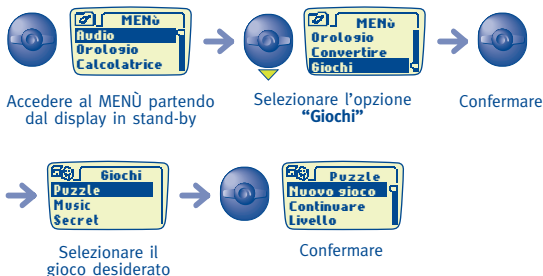 MENù
Audio
Orologio
Calcolatrice
MENù
Orologio
Convertire
Giochi
Accedere al MENÙ partendo
dal display in stand-by
Selezionare l'opzione
“Giochi”
Confermare
Giochi
Puzzle
Music
Secret
Puzzle
Nuovo gioco
Continuare
Livello
Selezionare il
gioco desiderato
Confermare